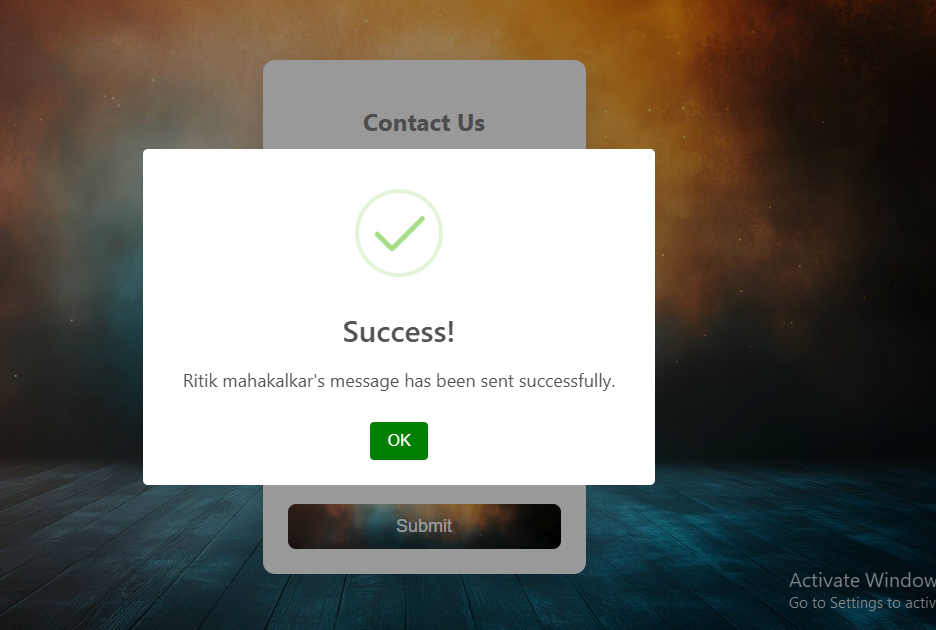 Contact Us
Success!
Ritik mahakalkar's message has been sent successfully.
OK
Submit
Activate Window
Go to Settings to activ